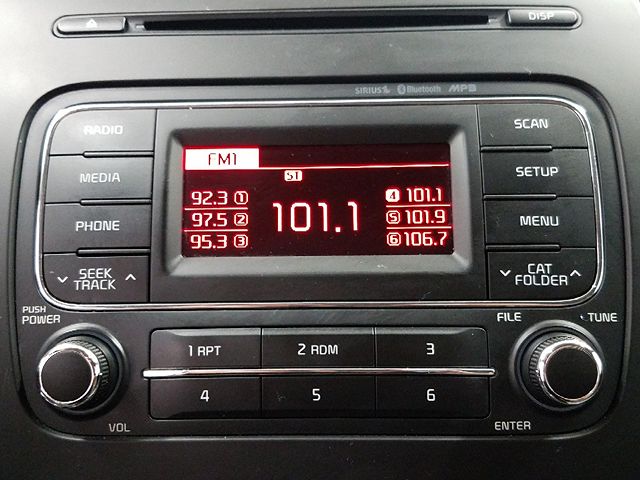 DISP
SIRIUS Bluetooth MP3
RADIO
MEDIA
PHONE
SEEK
TRACK
FM1
ST
92.3 1
97.5 2
95.3 3
101.1
4 101.1
5 101.9
6 106.7
SCAN
SETUP
MENU
CAT
FOLDER
PUSH
POWER
VOL
1 RPT
2 RDM
3
4
5
6
FILE
TUNE
ENTER